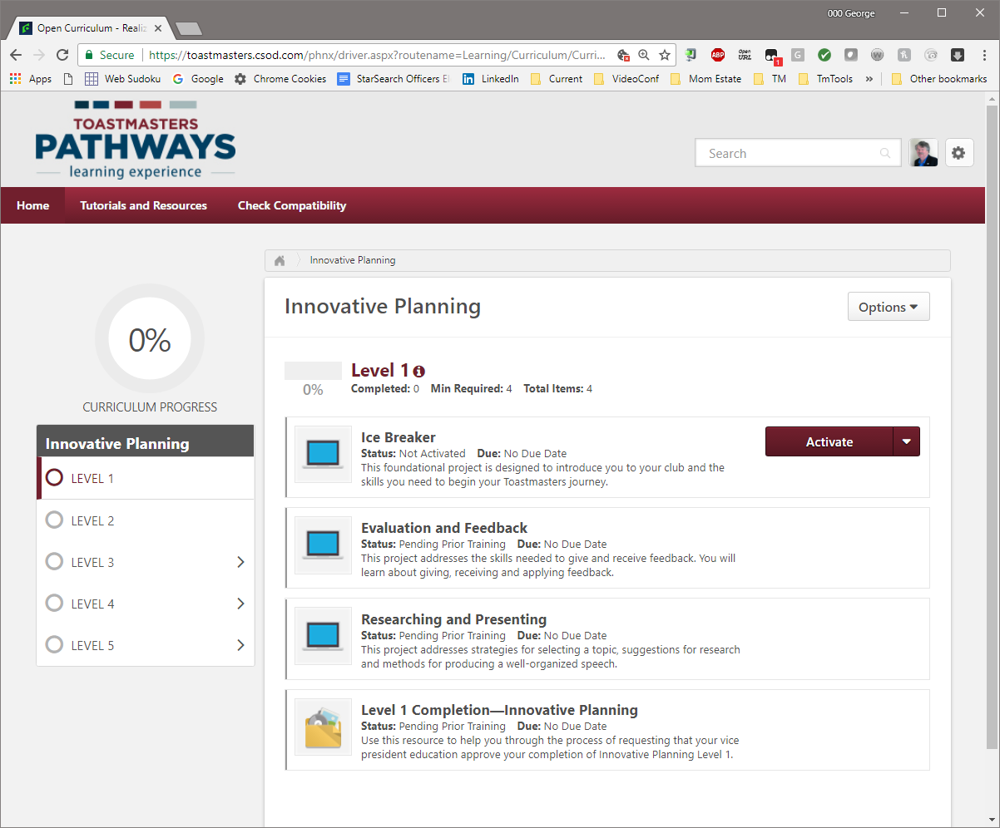 000 George
Open Curriculum - Realiz
Secure | https://toastmasters.csod.com/phnx/driver.aspx?routename=Learning/Curriculum/Curri...
ABP
Open URL
1
G
W
Apps
Web Sudoku
Google
Chrome Cookies
StarSearch Officers El
LinkedIn
Current
VideoConf
Mom Estate
TM
TmTools
»
Other bookmarks
TOASTMASTERS
PATHWAYS
learning experience
Search
Home
Tutorials and Resources
Check Compatibility
Innovative Planning
0%
CURRICULUM PROGRESS
Innovative Planning
LEVEL 1
LEVEL 2
LEVEL 3
LEVEL 4
LEVEL 5
Innovative Planning
Options
Level 1
0%
Completed: 0 Min Required: 4 Total Items: 4
Ice Breaker
Status: Not Activated Due: No Due Date
This foundational project is designed to introduce you to your club and the
skills you need to begin your Toastmasters journey.
Activate
Evaluation and Feedback
Status: Pending Prior Training Due: No Due Date
This project addresses the skills needed to give and receive feedback. You will
learn about giving, receiving and applying feedback.
Researching and Presenting
Status: Pending Prior Training Due: No Due Date
This project addresses strategies for selecting a topic, suggestions for research
and methods for producing a well-organized speech.
Level 1 Completion—Innovative Planning
Status: Pending Prior Training Due: No Due Date
Use this resource to help you through the process of requesting that your vice
president education approve your completion of Innovative Planning Level 1.